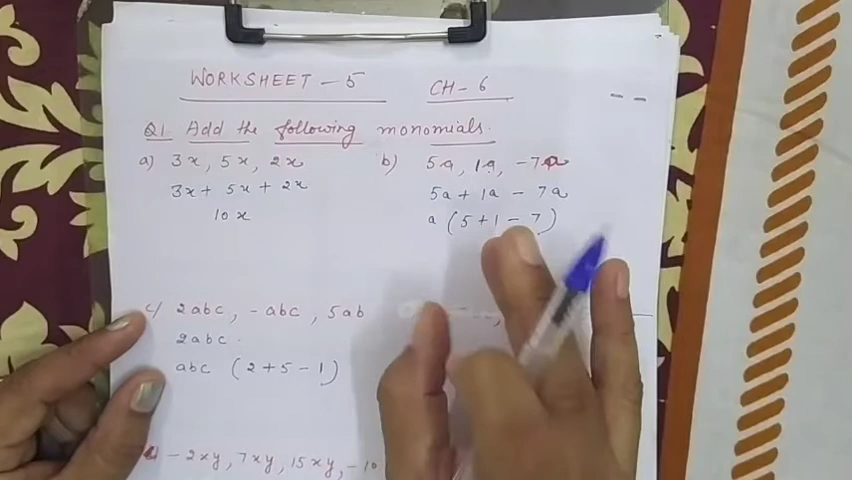 WORKSHEET - 5 CH - 6
Q1. Add the following monomials.
a) 3x, 5x, 2x
3x + 5x + 2x
10x
b) 5a, 1a, -7a
5a + 1a - 7a
a (5 + 1 - 7)
c) 2abc, -abc, 5ab
2abc.
abc (2 + 5 - 1)
-2xy, 7xy, 15xy, -10